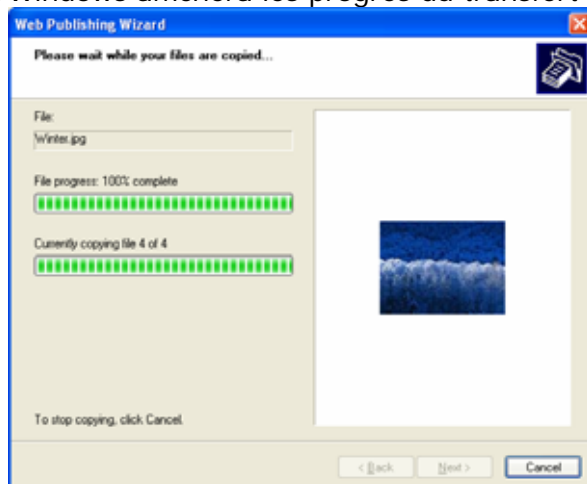 Windows affichera les progrès du transfert
Web Publishing Wizard
Please wait while your files are copied...
File:
Winter.jpg
File progress: 100% complete
Currently copying file 4 of 4
To stop copying, click Cancel.
< Back
Next >
Cancel